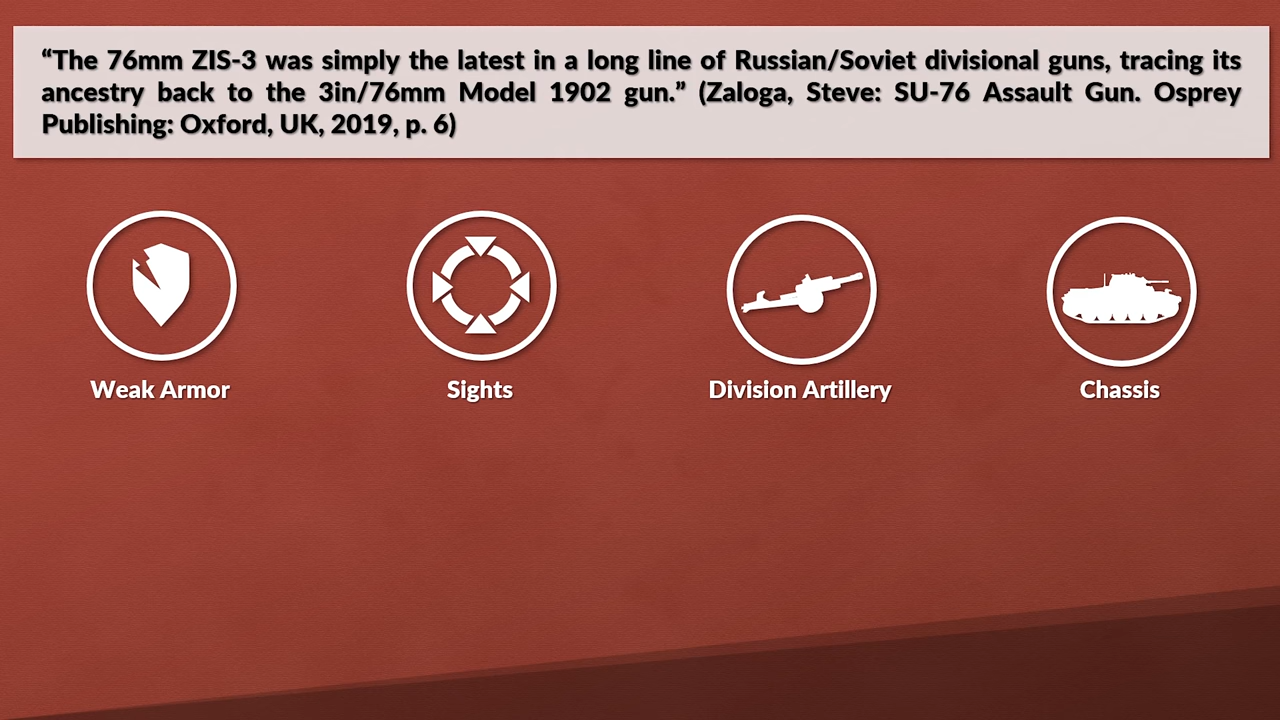 “The 76mm ZIS-3 was simply the latest in a long line of Russian/Soviet divisional guns, tracing its
ancestry back to the 3in/76mm Model 1902 gun.” (Zaloga, Steve: SU-76 Assault Gun. Osprey
Publishing: Oxford, UK, 2019, p. 6)
Weak Armor
Sights
Division Artillery
Chassis